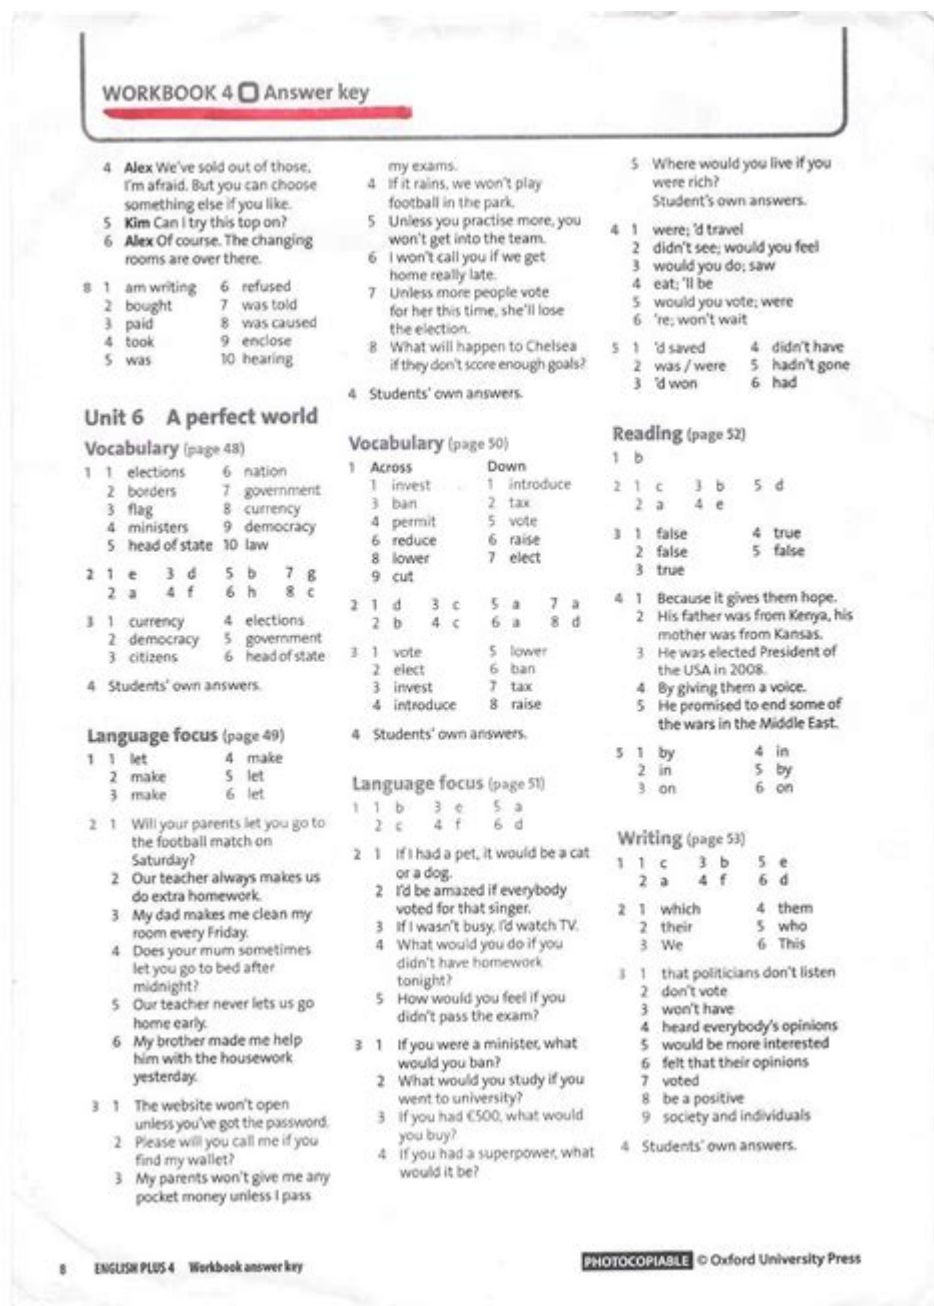 WORKBOOK 4 Answer key
4 Alex We've sold out of those,
I'm afraid. But you can choose
something else if you like.
5 Kim Can I try this top on?
6 Alex Of course. The changing
rooms are over there.
8 1 am writing 6 refused
2 bought 7 was told
3 paid 8 was caused
4 took 9 enclose
5 was 10 hearing
Unit 6 A perfect world
Vocabulary (page 48)
1 1 elections 6 nation
2 borders 7 government
3 flag 8 currency
4 ministers 9 democracy
5 head of state 10 law
2 1 e 3 d 5 b 7 g
2 a 4 f 6 h 8 c
3 1 currency 4 elections
2 democracy 5 government
3 citizens 6 head of state
4 Students' own answers.
Language focus (page 49)
1 1 let 4 make
2 make 5 let
3 make 6 let
2 1 Will your parents let you go to
the football match on
Saturday?
2 Our teacher always makes us
do extra homework.
3 My dad makes me clean my
room every Friday.
4 Does your mum sometimes
let you go to bed after
midnight?
5 Our teacher never lets us go
home early.
6 My brother made me help
him with the housework
yesterday.
3 1 The website won't open
unless you've got the password.
2 Please will you call me if you
find my wallet?
3 My parents won't give me any
pocket money unless I pass
my exams.
4 If it rains, we won't play
football in the park.
5 Unless you practise more, you
won't get into the team.
6 I won't call you if we get
home really late.
7 Unless more people vote
for her this time, she'll lose
the election.
8 What will happen to Chelsea
if they don't score enough goals?
4 Students' own answers.
Vocabulary (page 50)
1 Across Down
1 invest 1 introduce
3 ban 2 tax
4 permit 5 vote
6 reduce 6 raise
8 lower 7 elect
9 cut
2 1 d 3 c 5 a 7 a
2 b 4 c 6 a 8 d
3 1 vote 5 lower
2 elect 6 ban
3 invest 7 tax
4 introduce 8 raise
4 Students' own answers.
Language focus (page 51)
1 1 b 3 e 5 a
2 c 4 f 6 d
2 1 If I had a pet, it would be a cat
or a dog.
2 I'd be amazed if everybody
voted for that singer.
3 If I wasn't busy, I'd watch TV.
4 What would you do if you
didn't have homework
tonight?
5 How would you feel if you
didn't pass the exam?
3 1 If you were a minister, what
would you ban?
2 What would you study if you
went to university?
3 If you had €500, what would
you buy?
4 If you had a superpower, what
would it be?
5 Where would you live if you
were rich?
Student's own answers.
4 1 were; 'd travel
2 didn't see; would you feel
3 would you do; saw
4 eat; 'll be
5 would you vote; were
6 're; won't wait
5 1 'd saved 4 didn't have
2 was / were 5 hadn't gone
3 'd won 6 had
Reading (page 52)
1 b
2 1 c 3 b 5 d
2 a 4 e
3 1 false 4 true
2 false 5 false
3 true
4 1 Because it gives them hope.
2 His father was from Kenya, his
mother was from Kansas.
3 He was elected President of
the USA in 2008.
4 By giving them a voice.
5 He promised to end some of
the wars in the Middle East.
5 1 by 4 in
2 in 5 by
3 on 6 on
Writing (page 53)
1 1 c 3 b 5 e
2 a 4 f 6 d
2 1 which 4 them
2 their 5 who
3 We 6 This
3 1 that politicians don't listen
2 don't vote
3 won't have
4 heard everybody's opinions
5 would be more interested
6 felt that their opinions
7 voted
8 be a positive
9 society and individuals
4 Students' own answers.
8 ENGLISH PLUS 4 Workbook answer key
PHOTOCOPIABLE © Oxford University Press